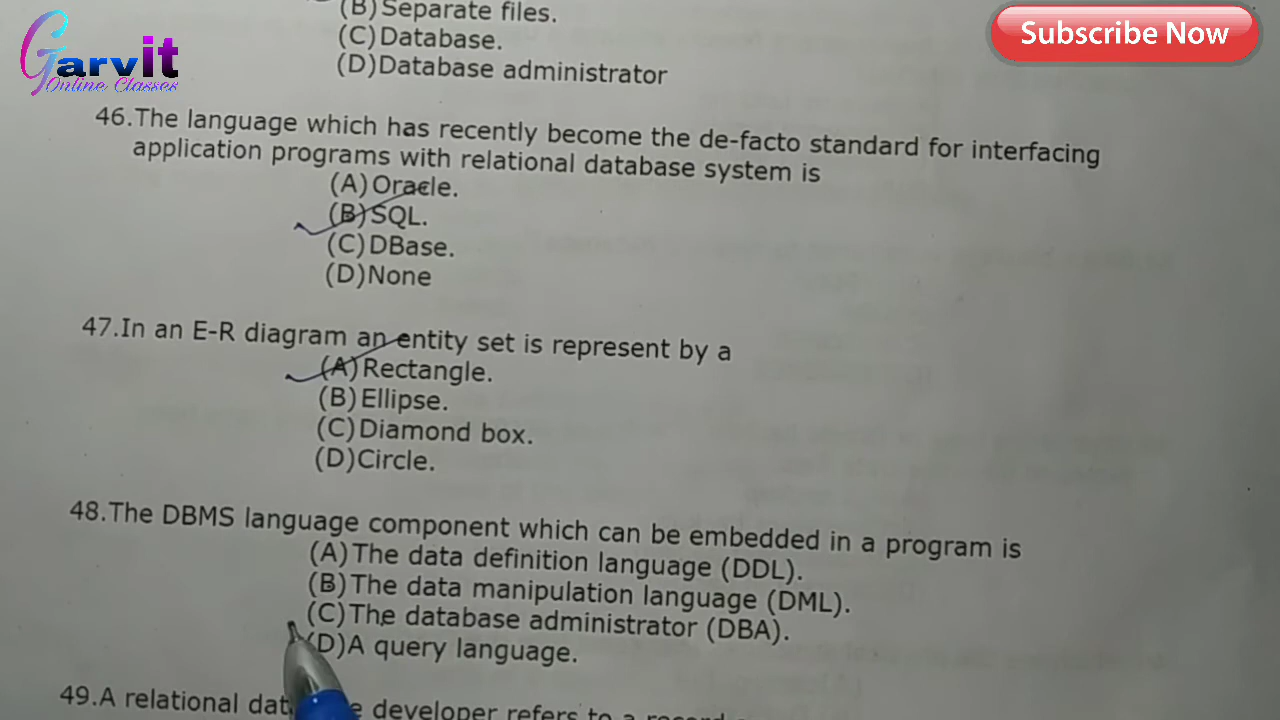 Garvit
Online Classes
Subscribe Now
(B)Separate files.
(C)Database.
(D)Database administrator
46.The language which has recently become the de-facto standard for interfacing
application programs with relational database system is
(A)Oracle.
(B)SQL.
(C)DBase.
(D)None
47.In an E-R diagram an entity set is represent by a
(A)Rectangle.
(B)Ellipse.
(C)Diamond box.
(D)Circle.
48.The DBMS language component which can be embedded in a program is
(A)The data definition language (DDL).
(B)The data manipulation language (DML).
(C)The database administrator (DBA).
(D)A query language.
49.A relational developer refers to a